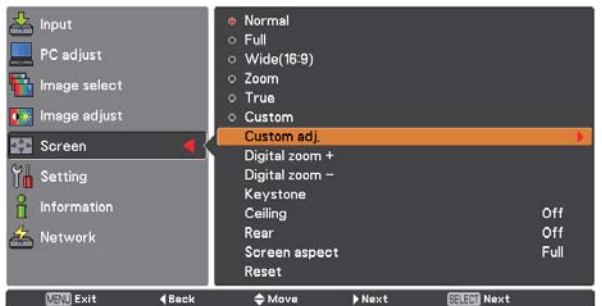 Input
PC adjust
Image select
Image adjust
Screen
Setting
Information
Network
Normal
Full
Wide(16:9)
Zoom
True
Custom
Custom adj.
Digital zoom +
Digital zoom –
Keystone
Ceiling Off
Rear Off
Screen aspect Full
Reset
MENU Exit Back Move Next SELECT Next